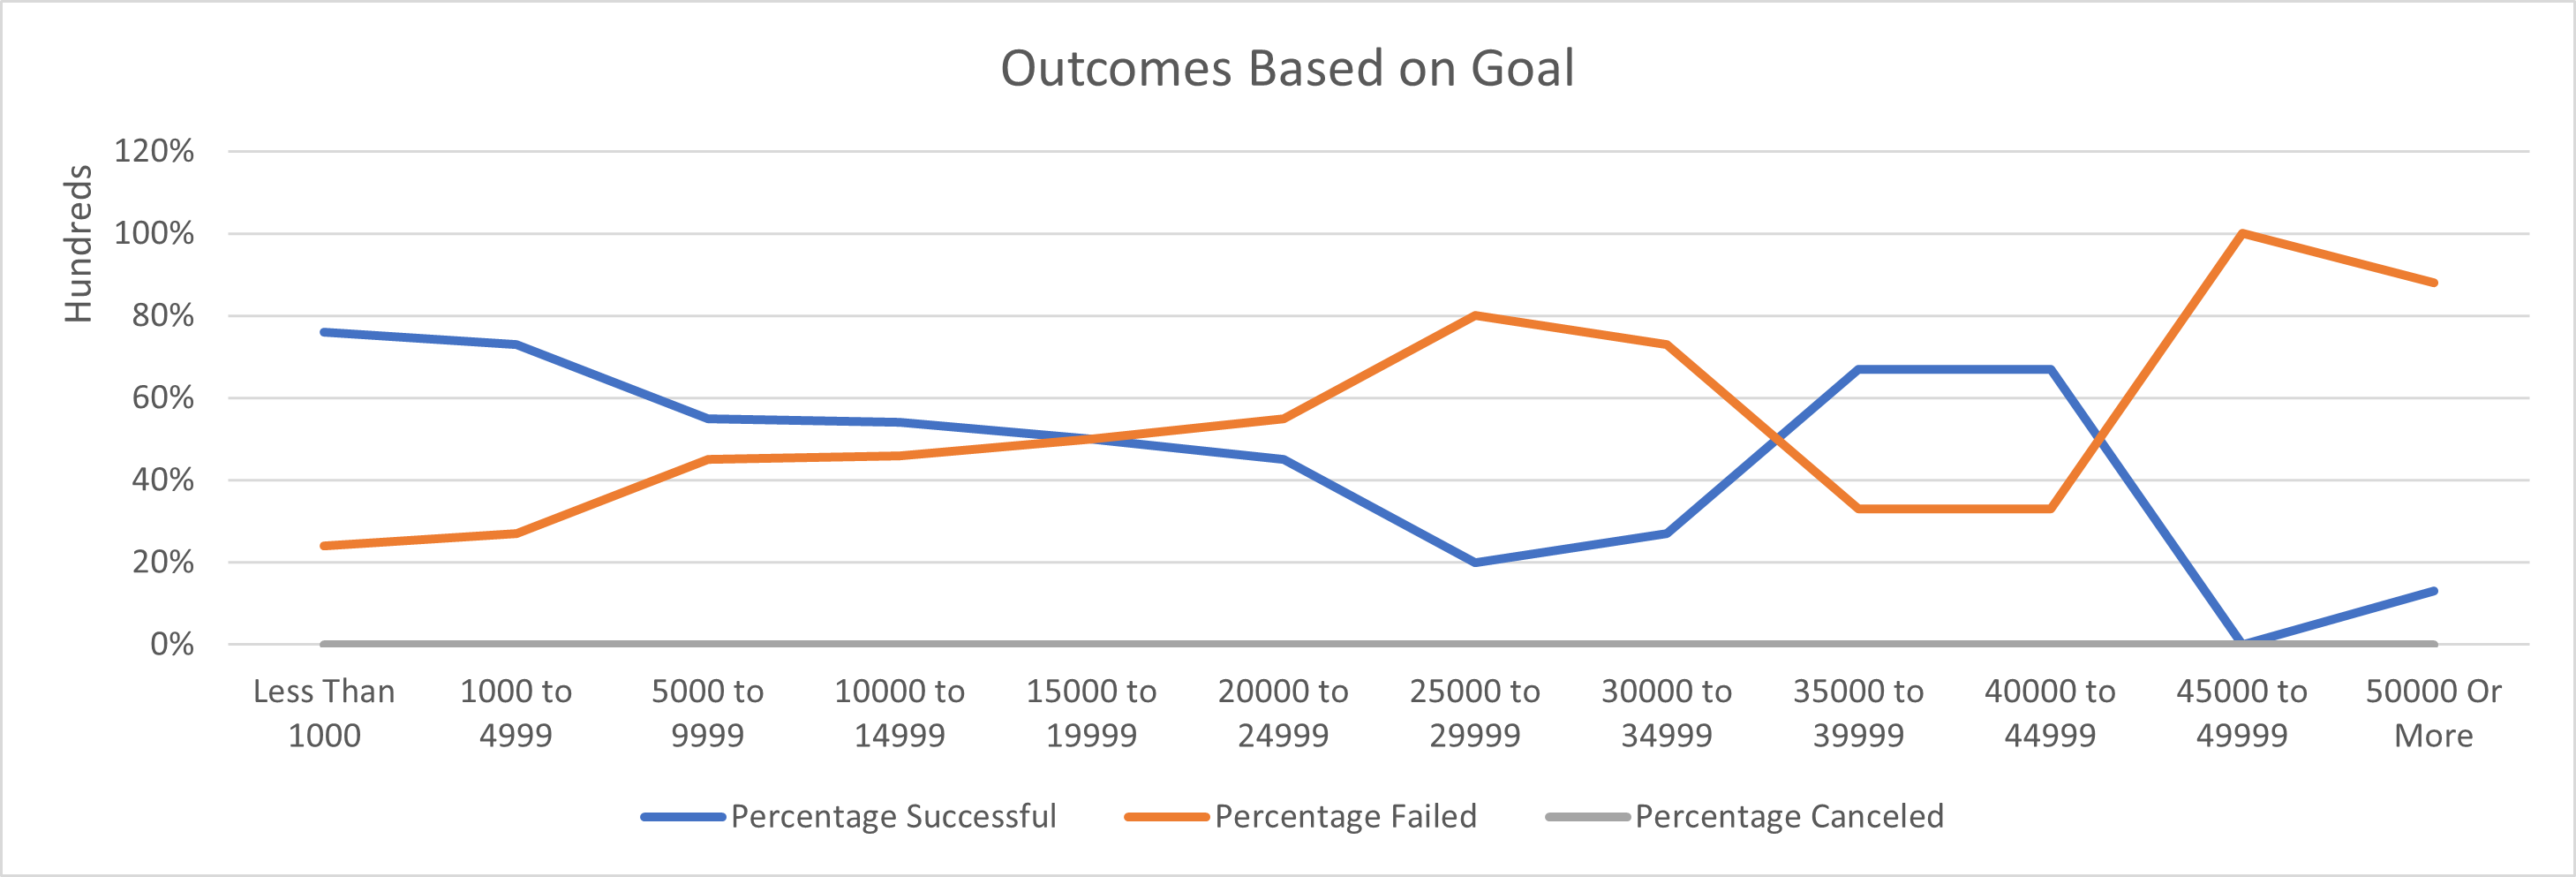 Outcomes Based on Goal
Hundreds
120%
100%
80%
60%
40%
20%
0%
Less Than
1000
1000 to
4999
5000 to
9999
10000 to
14999
15000 to
19999
20000 to
24999
25000 to
29999
30000 to
34999
35000 to
39999
40000 to
44999
45000 to
49999
50000 Or
More
Percentage Successful
Percentage Failed
Percentage Canceled